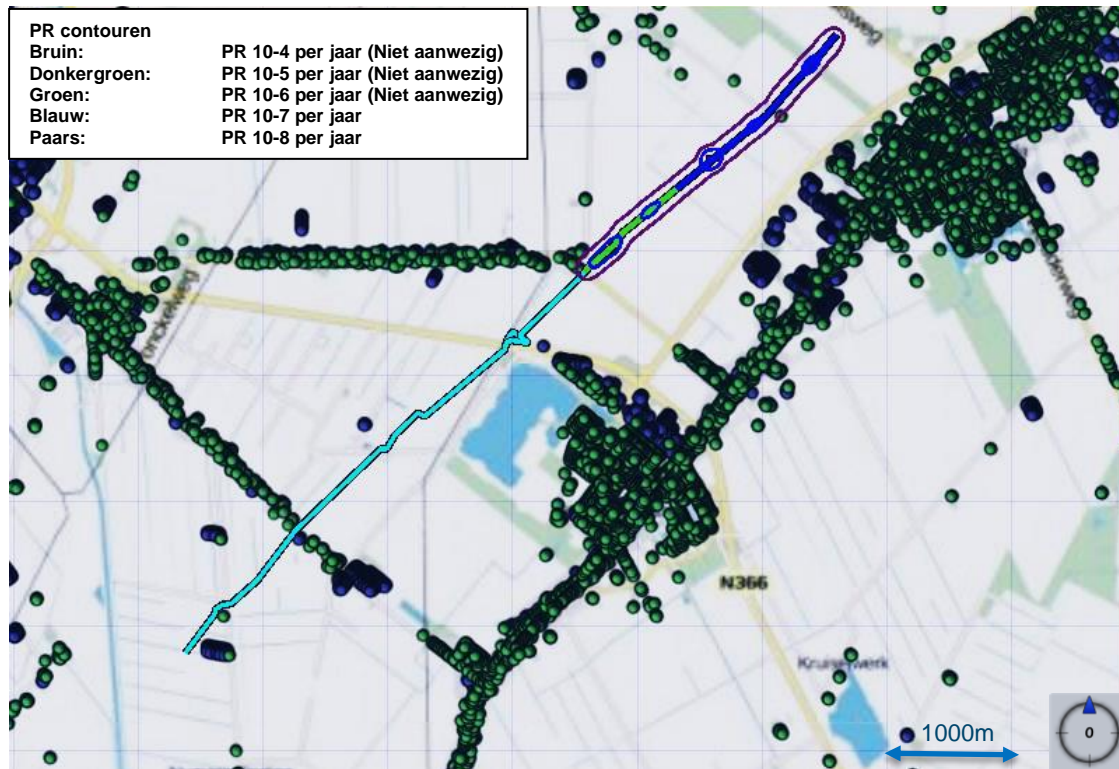 PR contouren
Bruin: PR 10-4 per jaar (Niet aanwezig)
Donkergroen: PR 10-5 per jaar (Niet aanwezig)
Groen: PR 10-6 per jaar (Niet aanwezig)
Blauw: PR 10-7 per jaar
Paars: PR 10-8 per jaar
N366
1000m
0